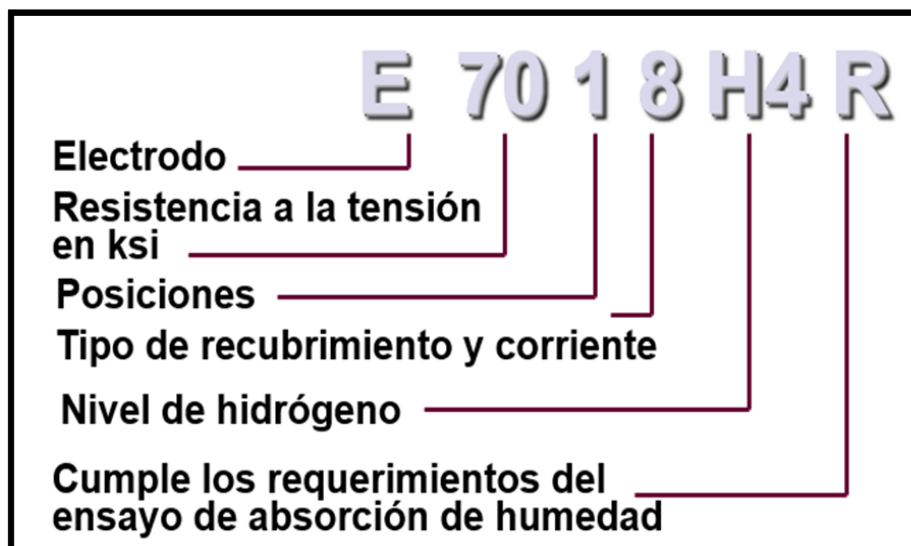 E 70 1 8 H4 R
Electrodo
Resistencia a la tensión
en ksi
Posiciones
Tipo de recubrimiento y corriente
Nivel de hidrógeno
Cumple los requerimientos del
ensayo de absorción de humedad